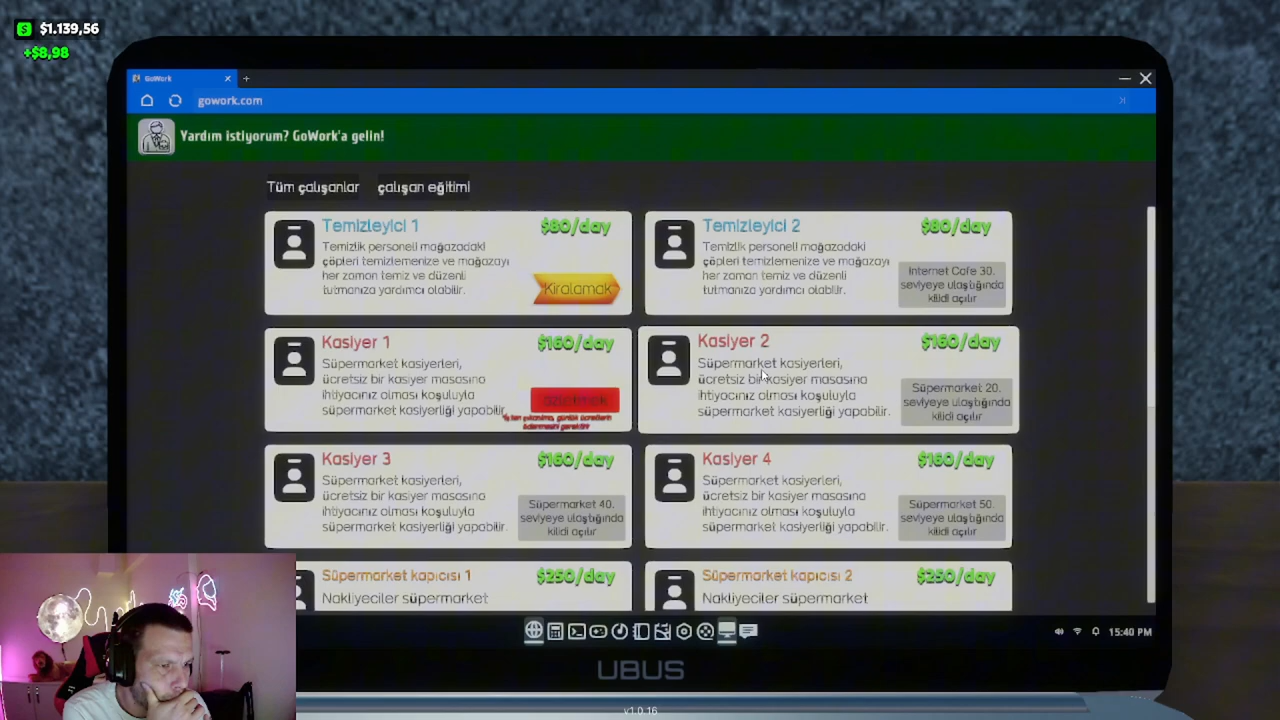 $ $1.139,56
+$8,98
GoWork
gowork.com
Yardım istiyorum? GoWork'a gelin!
Tüm çalışanlar
çalışan eğitimi
Temizleyici 1
$80/day
Temizlik personeli mağazadaki
çöpleri temizlemenize ve mağazayı
her zaman temiz ve düzenli
tutmanıza yardımcı olabilir.
Kiralamak
Temizleyici 2
$80/day
Temizlik personeli mağazadaki
çöpleri temizlemenize ve mağazayı
her zaman temiz ve düzenli
tutmanıza yardımcı olabilir.
Internet Cafe 30.
seviyeye ulaştığında
kilidi açılır
Kasiyer 1
$160/day
Süpermarket kasiyerleri,
ücretsiz bir kasiyer masasına
ihtiyacınız olması koşuluyla
süpermarket kasiyerliği yapabilir.
Kasiyer 2
$160/day
Süpermarket kasiyerleri,
ücretsiz bir kasiyer masasına
ihtiyacınız olması koşuluyla
süpermarket kasiyerliği yapabilir.
Süpermarket 20.
seviyeye ulaştığında
kilidi açılır
Kasiyer 3
$160/day
Süpermarket kasiyerleri,
ücretsiz bir kasiyer masasına
ihtiyacınız olması koşuluyla
süpermarket kasiyerliği yapabilir.
Süpermarket 40.
seviyeye ulaştığında
kilidi açılır
Kasiyer 4
$160/day
Süpermarket kasiyerleri,
ücretsiz bir kasiyer masasına
ihtiyacınız olması koşuluyla
süpermarket kasiyerliği yapabilir.
Süpermarket 50.
seviyeye ulaştığında
kilidi açılır
Süpermarket kapıcısı 1
$250/day
Nakliyeciler süpermarket
Süpermarket kapıcısı 2
$250/day
Nakliyeciler süpermarket
15:40 PM
UBUS
v1.0.16